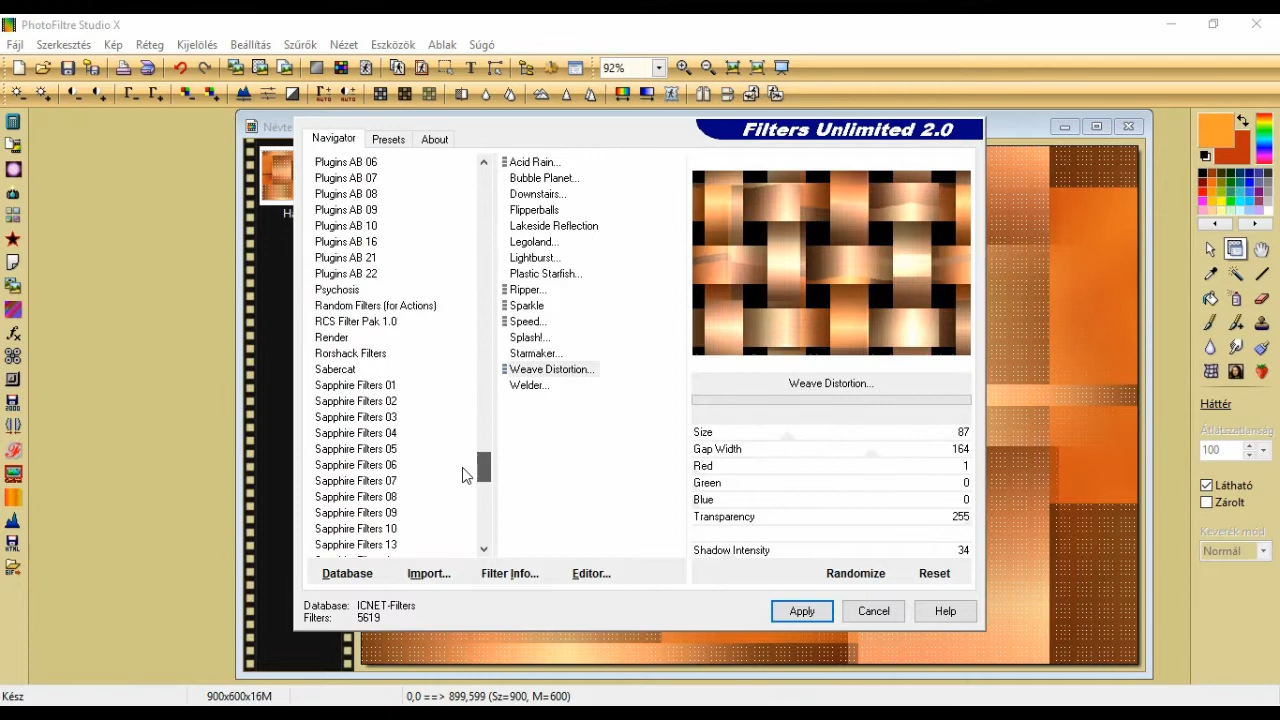 PhotoFiltre Studio X
Fájl Szerkesztés Kép Réteg Kijelölés Beállítás Szűrők Nézet Eszközök Ablak Súgó
92%
Névte
Filters Unlimited 2.0
Navigator Presets About
Plugins AB 06
Plugins AB 07
Plugins AB 08
Plugins AB 09
Plugins AB 10
Plugins AB 16
Plugins AB 21
Plugins AB 22
Psychosis
Random Filters (for Actions)
RCS Filter Pak 1.0
Render
Rorshack Filters
Sabercat
Sapphire Filters 01
Sapphire Filters 02
Sapphire Filters 03
Sapphire Filters 04
Sapphire Filters 05
Sapphire Filters 06
Sapphire Filters 07
Sapphire Filters 08
Sapphire Filters 09
Sapphire Filters 10
Sapphire Filters 13
Acid Rain...
Bubble Planet...
Downstairs...
Flipperballs
Lakeside Reflection
Legoland...
Lightburst...
Plastic Starfish...
Ripper...
Sparkle
Speed...
Splash!...
Starmaker...
Weave Distortion...
Welder...
Weave Distortion...
Size 87
Gap Width 164
Red 1
Green 0
Blue 0
Transparency 255
Shadow Intensity 34
Database Import... Filter Info... Editor... Randomize Reset
Database: ICNET-Filters
Filters: 5619
Apply Cancel Help
Háttér
Átlátszatlanság
100
Látható
Zárolt
Keverék mód
Normál
Kész 900x600x16M 0,0 ==> 899,599 (Sz=900, M=600)